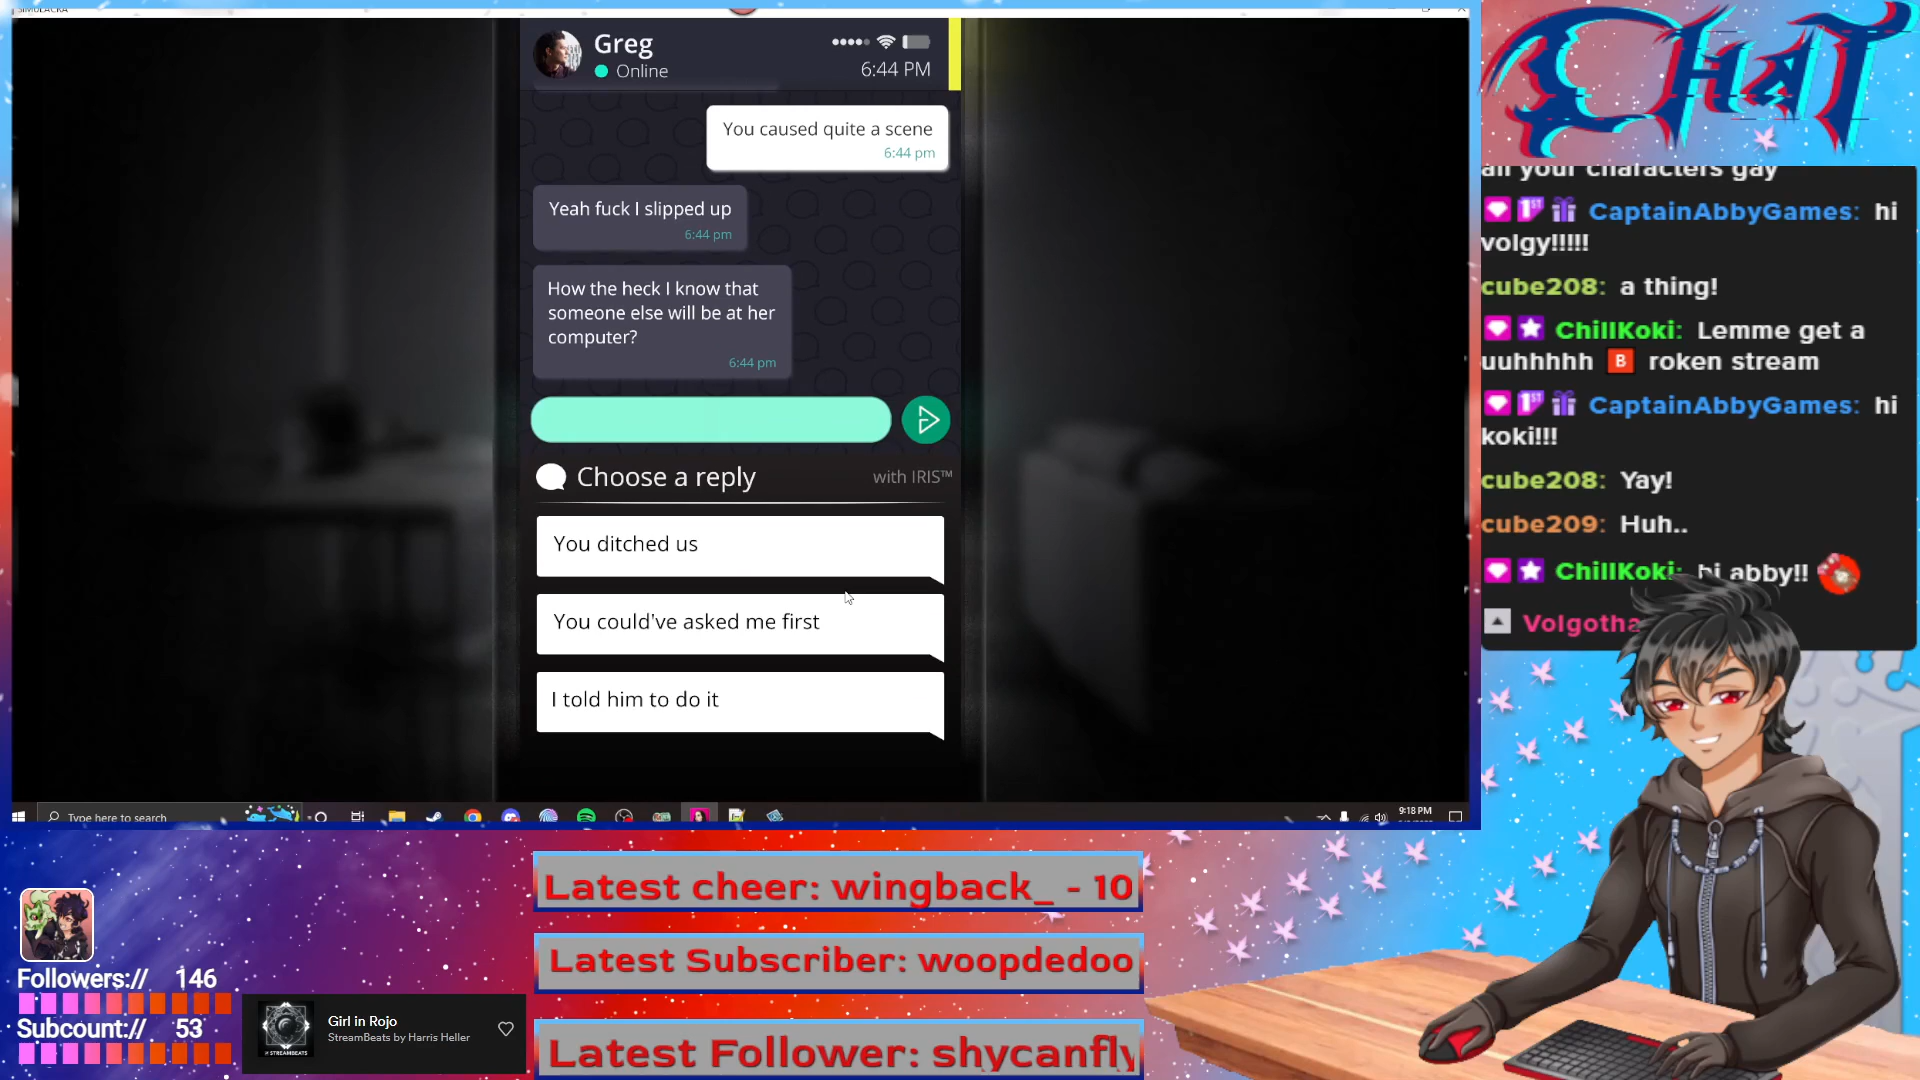 SIMULACRA
Greg
Online
6:44 PM
You caused quite a scene
6:44 pm
Yeah fuck I slipped up
6:44 pm
How the heck I know that
someone else will be at her
computer?
6:44 pm
Choose a reply
with IRIS™
You ditched us
You could've asked me first
I told him to do it
Type here to search
9:18 PM
CHAT
all your characters gay
CaptainAbbyGames: hi
volgy!!!!!
cube208: a thing!
ChillKoki: Lemme get a
uuhhhhh B roken stream
CaptainAbbyGames: hi
koki!!!
cube208: Yay!
cube209: Huh..
ChillKoki: hi abby!!
Volgotha
Followers:// 146
Subcount:// 53
Girl in Rojo
StreamBeats by Harris Heller
STREAMBEATS
Latest cheer: wingback_ - 10
Latest Subscriber: woopdedoo
Latest Follower: shycanfly